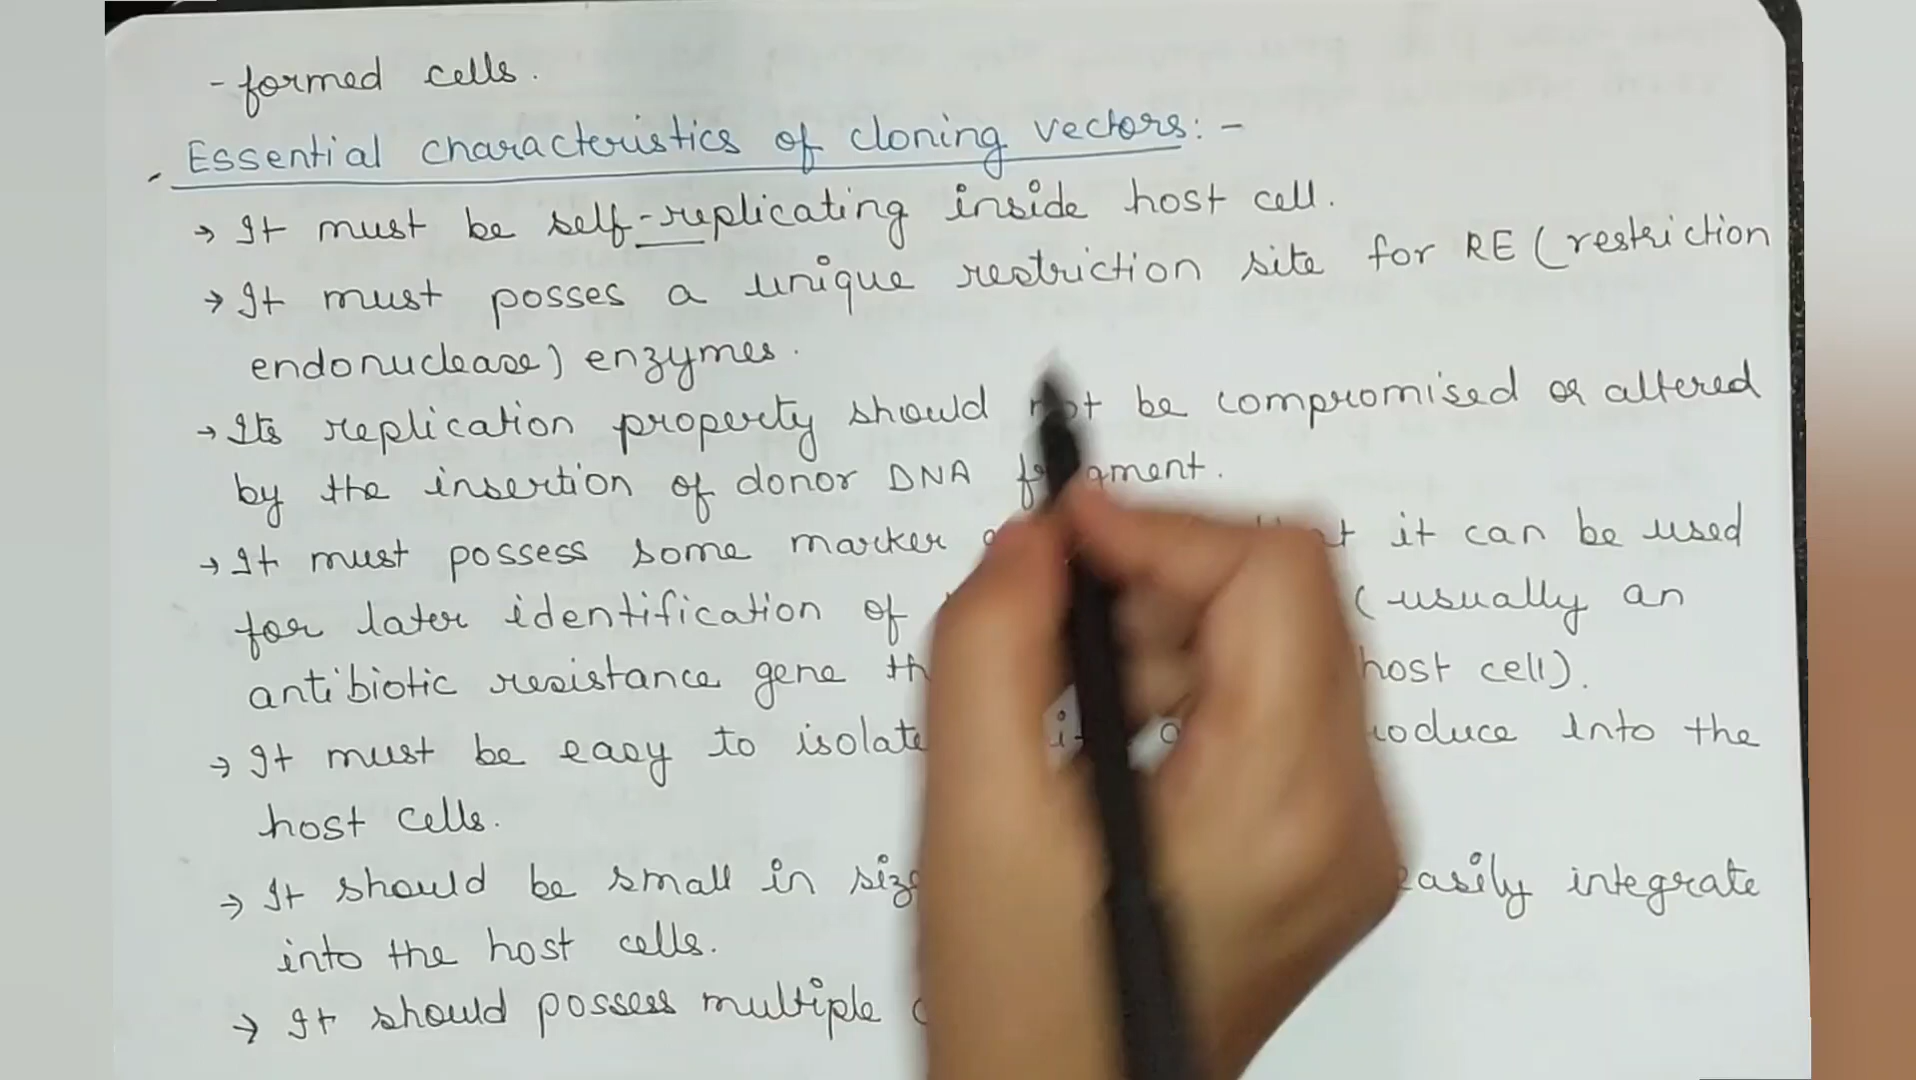 - formed cells.
Essential characteristics of cloning vectors:-
→ It must be self-replicating inside host cell.
→ It must posses a unique restriction site for RE (restriction
endonuclease) enzymes.
→ Its replication property should not be compromised or altered
by the insertion of donor DNA fragment.
→ It must possess some marker it can be used
for later identification of (usually an
antibiotic resistance gene host cell).
→ It must be easy to isolate into the
host cells.
→ It should be small in size easily integrate
into the host cells.
→ It should possess multiple